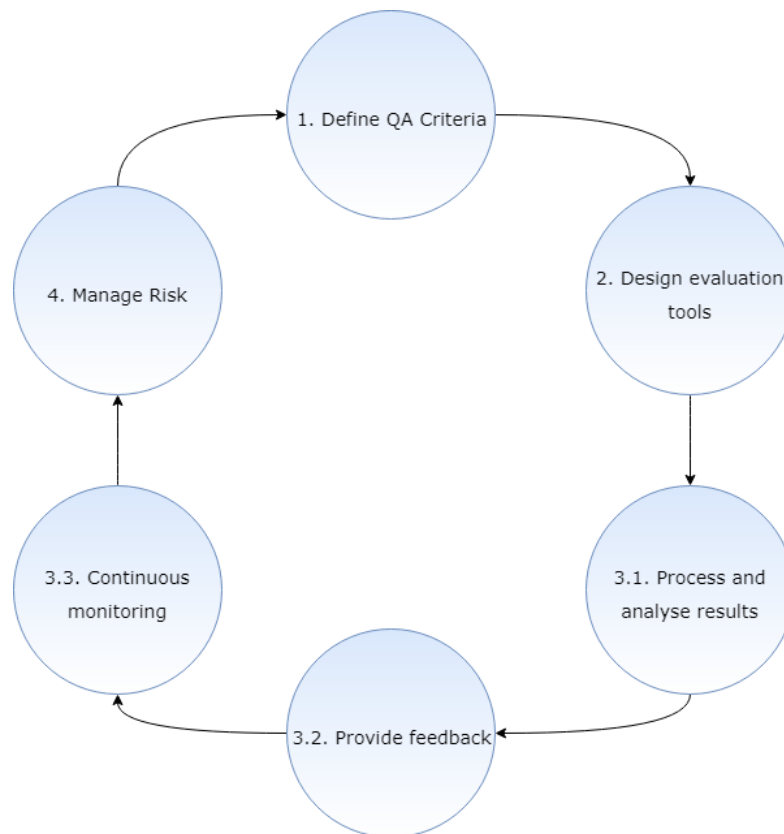 1. Define QA Criteria
2. Design evaluation
tools
3.1. Process and
analyse results
3.2. Provide feedback
3.3. Continuous
monitoring
4. Manage Risk